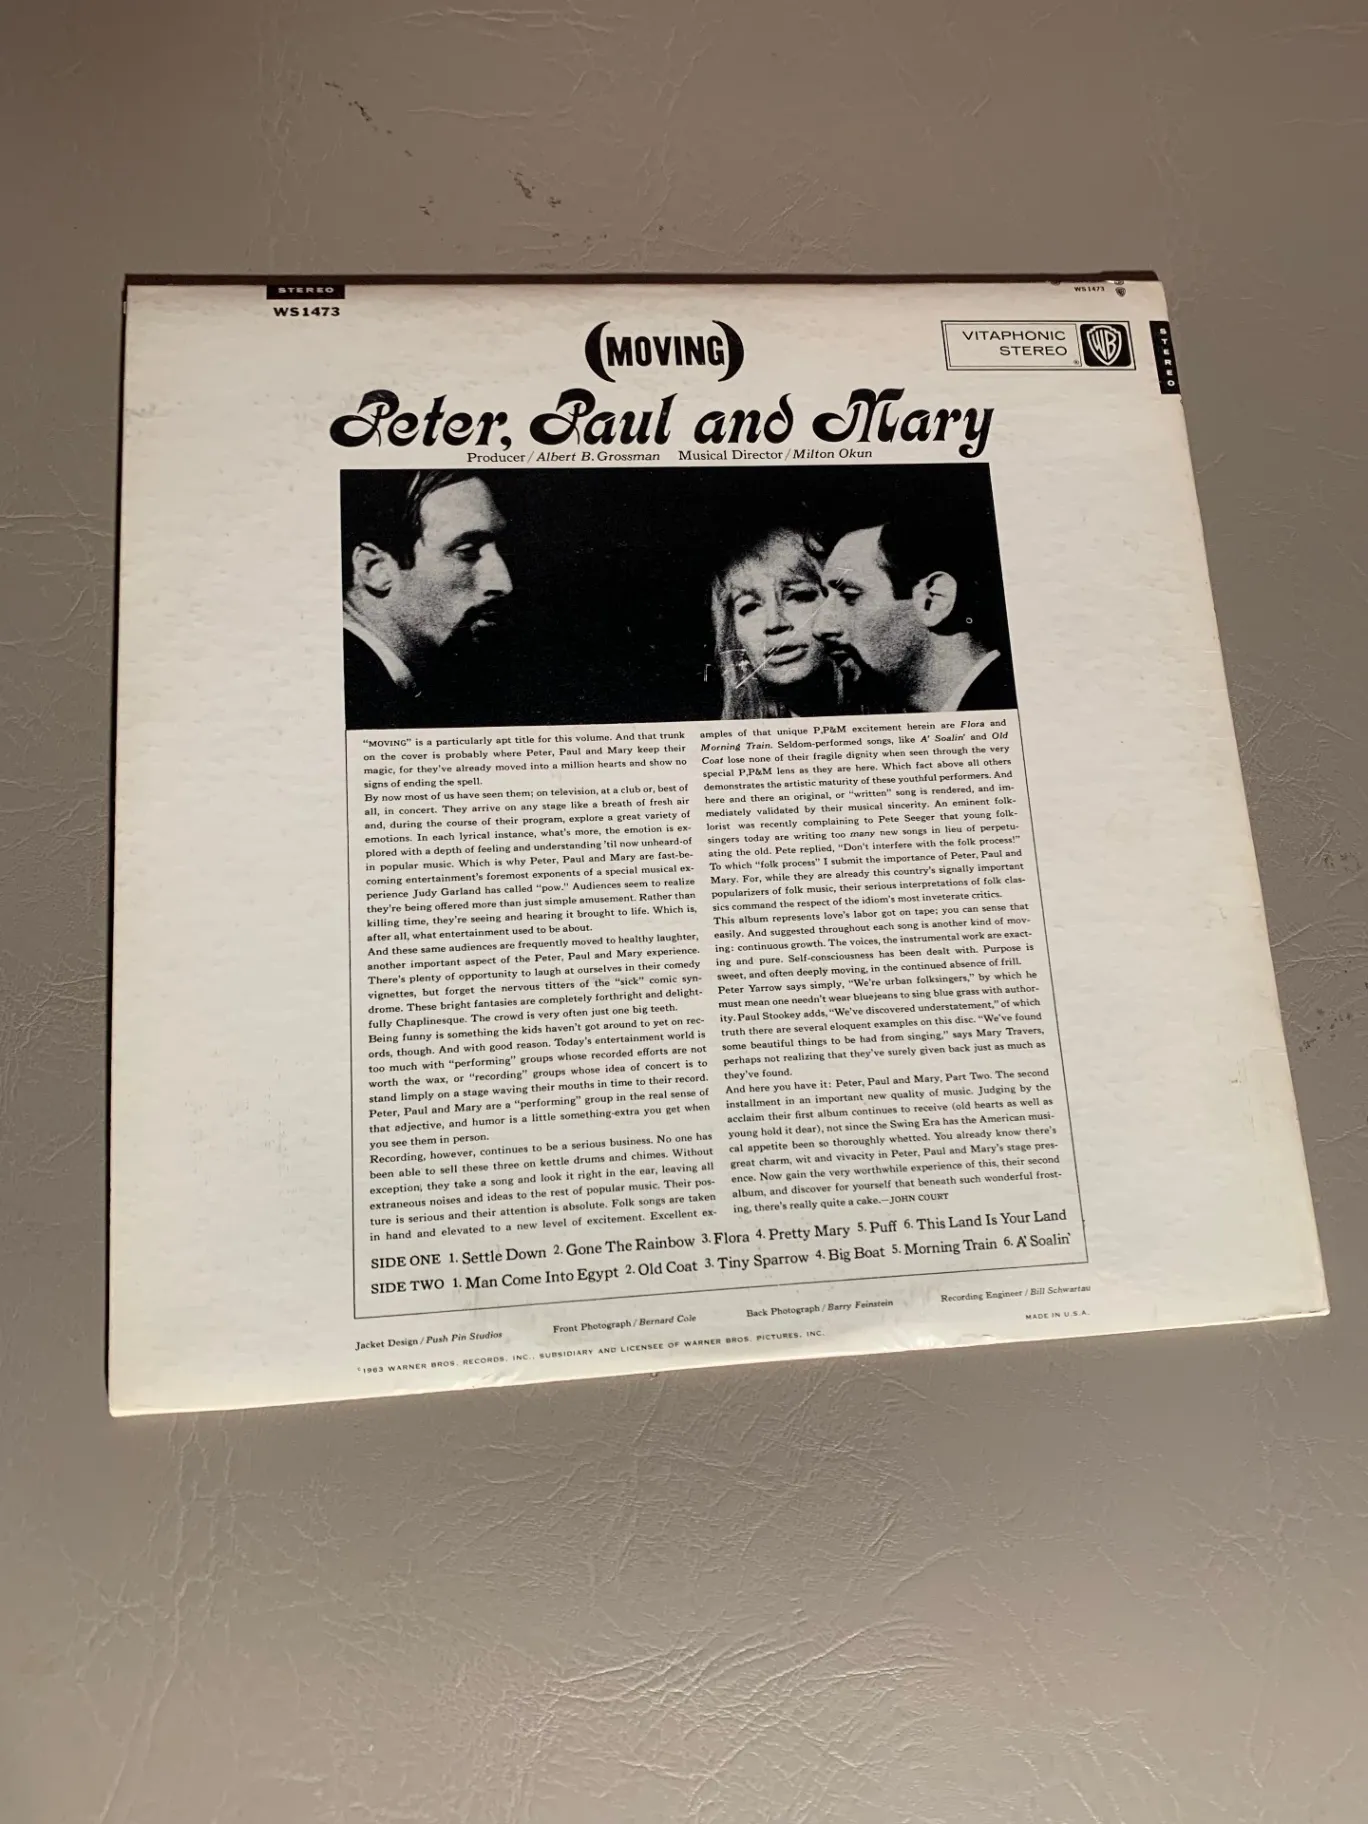 STEREO
WS1473
WS1473
(MOVING)
VITAPHONIC
STEREO
WB
®
STEREO
Peter, Paul and Mary
Producer/Albert B. Grossman Musical Director/Milton Okun
"MOVING" is a particularly apt title for this volume. And that trunk
on the cover is probably where Peter, Paul and Mary keep their
magic, for they've already moved into a million hearts and show no
signs of ending the spell.
By now most of us have seen them; on television, at a club or, best of
all, in concert. They arrive on any stage like a breath of fresh air
and, during the course of their program, explore a great variety of
emotions. In each lyrical instance, what's more, the emotion is ex-
plored with a depth of feeling and understanding 'til now unheard-of
in popular music. Which is why Peter, Paul and Mary are fast-be-
coming entertainment's foremost exponents of a special musical ex-
perience Judy Garland has called "pow." Audiences seem to realize
they're being offered more than just simple amusement. Rather than
killing time, they're seeing and hearing it brought to life. Which is,
after all, what entertainment used to be about.
And these same audiences are frequently moved to healthy laughter,
another important aspect of the Peter, Paul and Mary experience.
There's plenty of opportunity to laugh at ourselves in their comedy
vignettes, but forget the nervous titters of the "sick" comic syn-
drome. These bright fantasies are completely forthright and delight-
fully Chaplinesque. The crowd is very often just one big teeth.
Being funny is something the kids haven't got around to yet on rec-
ords, though. And with good reason. Today's entertainment world is
too much with "performing" groups whose recorded efforts are not
worth the wax, or "recording" groups whose idea of concert is to
stand limply on a stage waving their mouths in time to their record.
Peter, Paul and Mary are a "performing" group in the real sense of
that adjective, and humor is a little something-extra you get when
you see them in person.
Recording, however, continues to be a serious business. No one has
been able to sell these three on kettle drums and chimes. Without
exception, they take a song and look it right in the ear, leaving all
extraneous noises and ideas to the rest of popular music. Their pos-
ture is serious and their attention is absolute. Folk songs are taken
in hand and elevated to a new level of excitement. Excellent ex-
amples of that unique P,P&M excitement herein are Flora and
Morning Train. Seldom-performed songs, like A' Soalin' and Old
Coat lose none of their fragile dignity when seen through the very
special P,P&M lens as they are here. Which fact above all others
demonstrates the artistic maturity of these youthful performers. And
here and there an original, or "written" song is rendered, and im-
mediately validated by their musical sincerity. An eminent folk-
lorist was recently complaining to Pete Seeger that young folk-
singers today are writing too many new songs in lieu of perpetu-
ating the old. Pete replied, "Don't interfere with the folk process!"
To which "folk process" I submit the importance of Peter, Paul and
Mary. For, while they are already this country's signally important
popularizers of folk music, their serious interpretations of folk clas-
sics command the respect of the idiom's most inveterate critics.
This album represents love's labor got on tape; you can sense that
easily. And suggested throughout each song is another kind of mov-
ing: continuous growth. The voices, the instrumental work are exact-
ing and pure. Self-consciousness has been dealt with. Purpose is
sweet, and often deeply moving, in the continued absence of frill.
Peter Yarrow says simply, "We're urban folksingers," by which he
must mean one needn't wear bluejeans to sing blue grass with author-
ity. Paul Stookey adds, "We've discovered understatement," of which
truth there are several eloquent examples on this disc. "We've found
some beautiful things to be had from singing," says Mary Travers,
perhaps not realizing that they've surely given back just as much as
they've found.
And here you have it: Peter, Paul and Mary, Part Two. The second
installment in an important new quality of music. Judging by the
acclaim their first album continues to receive (old hearts as well as
young hold it dear), not since the Swing Era has the American musi-
cal appetite been so thoroughly whetted. You already know there's
great charm, wit and vivacity in Peter, Paul and Mary's stage pres-
ence. Now gain the very worthwhile experience of this, their second
album, and discover for yourself that beneath such wonderful frost-
ing, there's really quite a cake.—JOHN COURT
SIDE ONE 1. Settle Down 2. Gone The Rainbow 3. Flora 4. Pretty Mary 5. Puff 6. This Land Is Your Land
SIDE TWO 1. Man Come Into Egypt 2. Old Coat 3. Tiny Sparrow 4. Big Boat 5. Morning Train 6. A' Soalin'
Jacket Design/Push Pin Studios Front Photograph/Bernard Cole Back Photograph/Barry Feinstein Recording Engineer/Bill Schwartau
©1963 WARNER BROS. RECORDS, INC., SUBSIDIARY AND LICENSEE OF WARNER BROS. PICTURES, INC. MADE IN U.S.A.